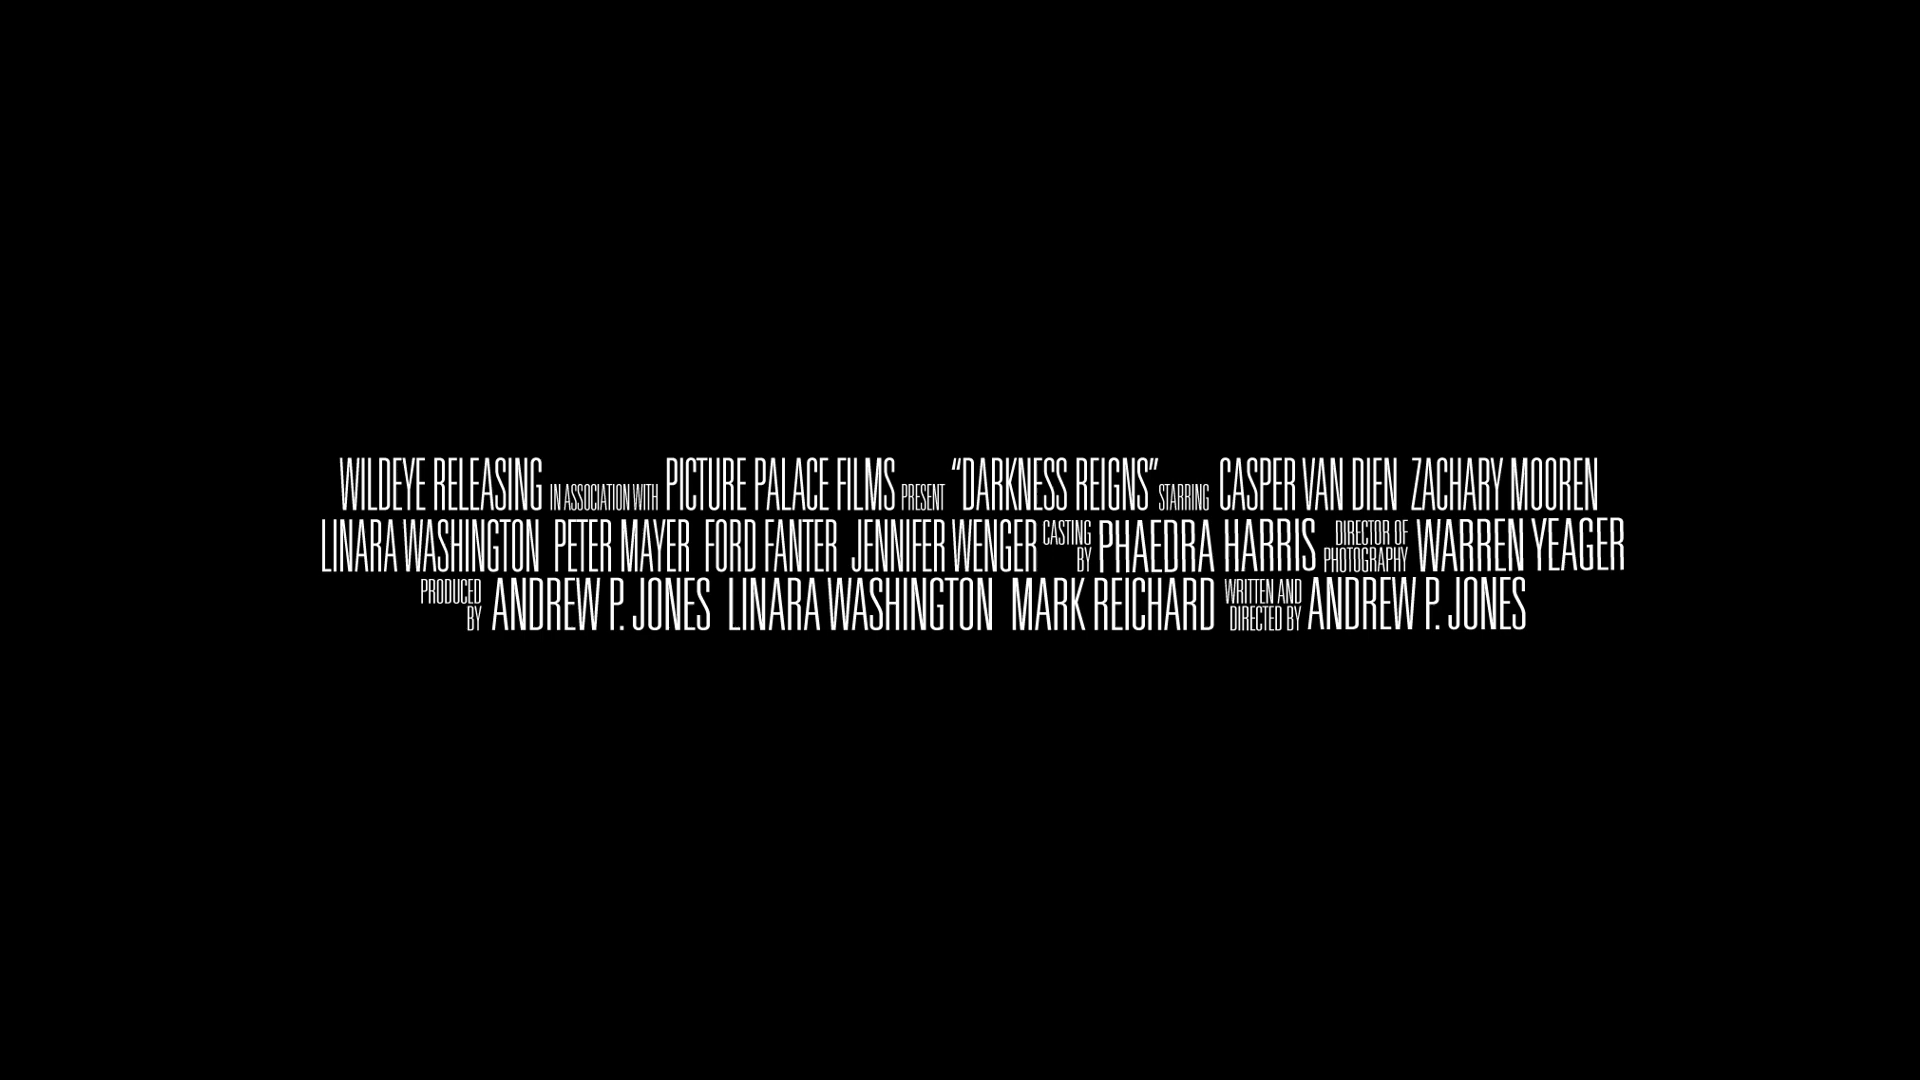 WILDEYE RELEASING IN ASSOCIATION WITH PICTURE PALACE FILMS PRESENT “DARKNESS REIGNS” STARRING CASPER VAN DIEN ZACHARY MOOREN
LINARA WASHINGTON PETER MAYER FORD FANTER JENNIFER WENGER CASTING BY PHAEDRA HARRIS DIRECTOR OF PHOTOGRAPHY WARREN YEAGER
PRODUCED BY ANDREW P. JONES LINARA WASHINGTON MARK REICHARD WRITTEN AND DIRECTED BY ANDREW P. JONES